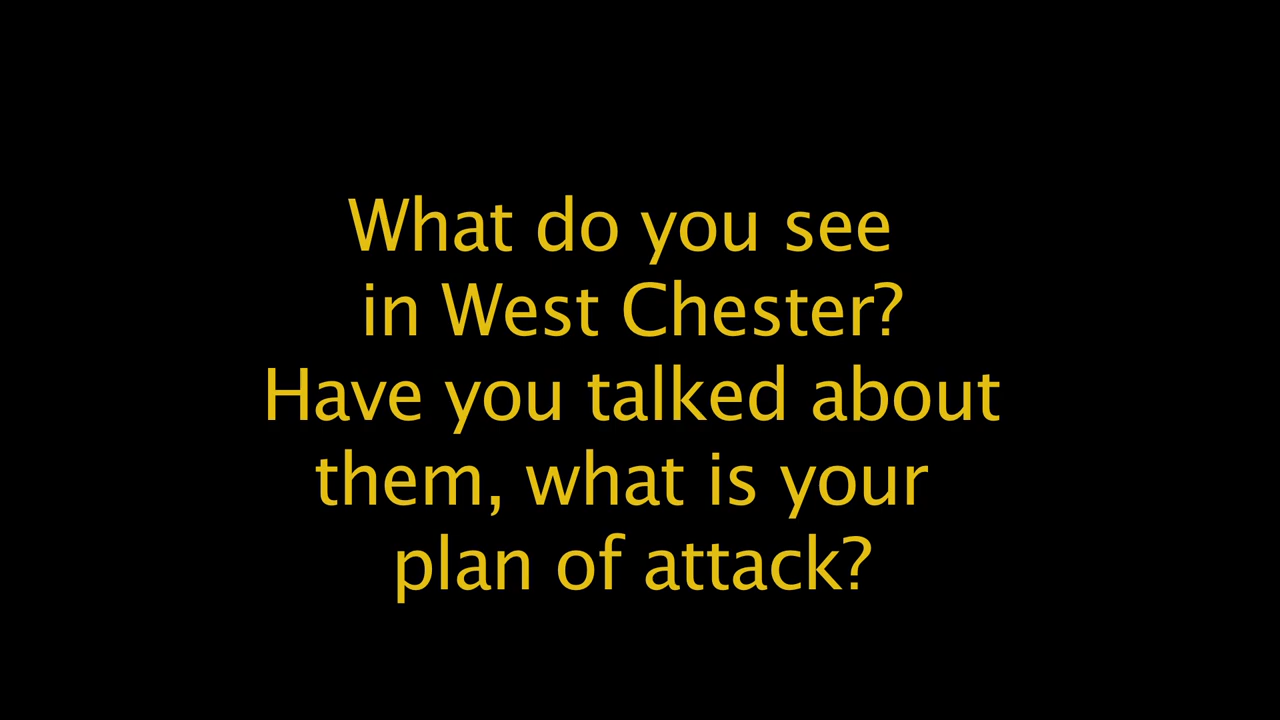 What do you see
in West Chester?
Have you talked about
them, what is your
plan of attack?